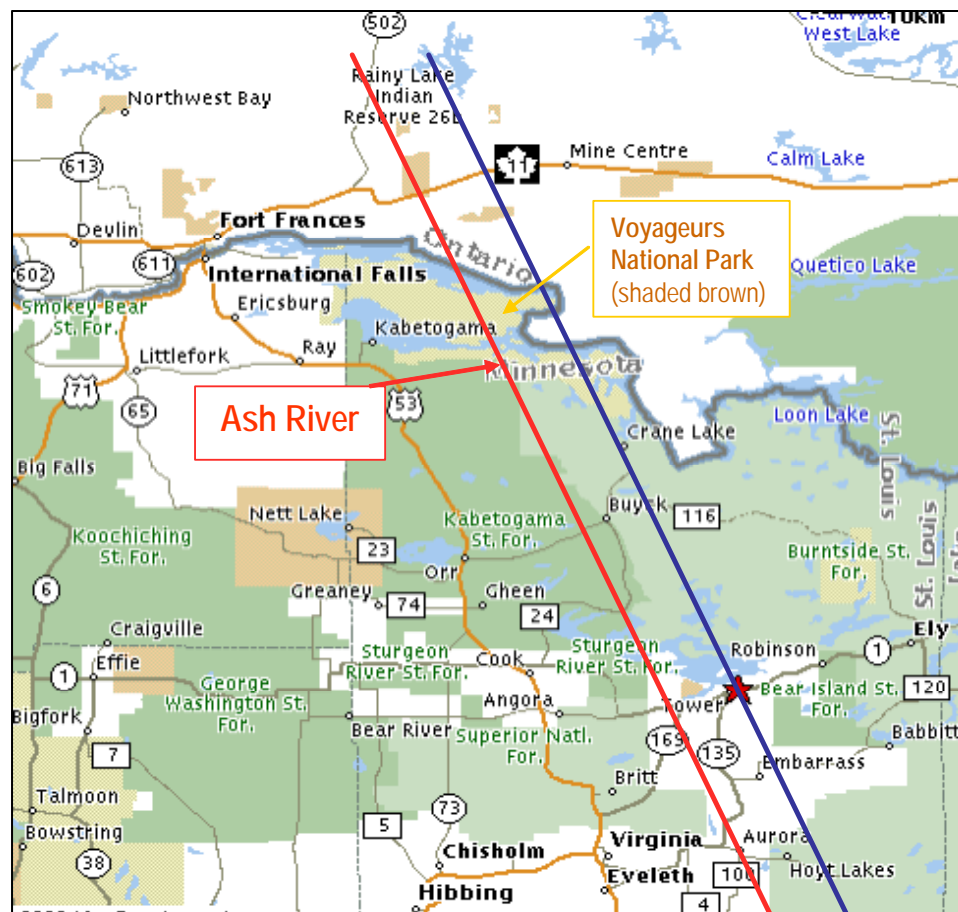 502
Clearwater
West Lake
10km
Rainy Lake
Indian
Reserve 26
Northwest Bay
11
Mine Centre
Calm Lake
613
Devlin
Fort Frances
Ontario
Voyageurs
National Park
(shaded brown)
Quetico Lake
602
611
International Falls
Smokey Bear
St. For.
Ericsburg
Kabetogama
Littlefork
Ray
Minnesota
71
65
53
Ash River
Loon Lake
St. Louis
Crane Lake
Big Falls
Nett Lake
Kabetogama
St. For.
Buyck
116
Koochiching
St. For.
23
Orr
Burntside St.
For.
St. Louis
Lake
6
Greaney
74
Gheen
24
Craigville
Effie
1
Sturgeon
River St. For.
Cook
Sturgeon
River St. For.
Robinson
1
Ely
George
Washington St.
For.
Angora
Tower
Bear Island St.
For.
120
Bigfork
Bear River
Superior Natl.
For.
169
135
Babbitt
7
Britt
Embarrass
Talmoon
Bowstring
5
73
38
Chisholm
Virginia
Aurora
Hoyt Lakes
100
Eveleth
Hibbing
4